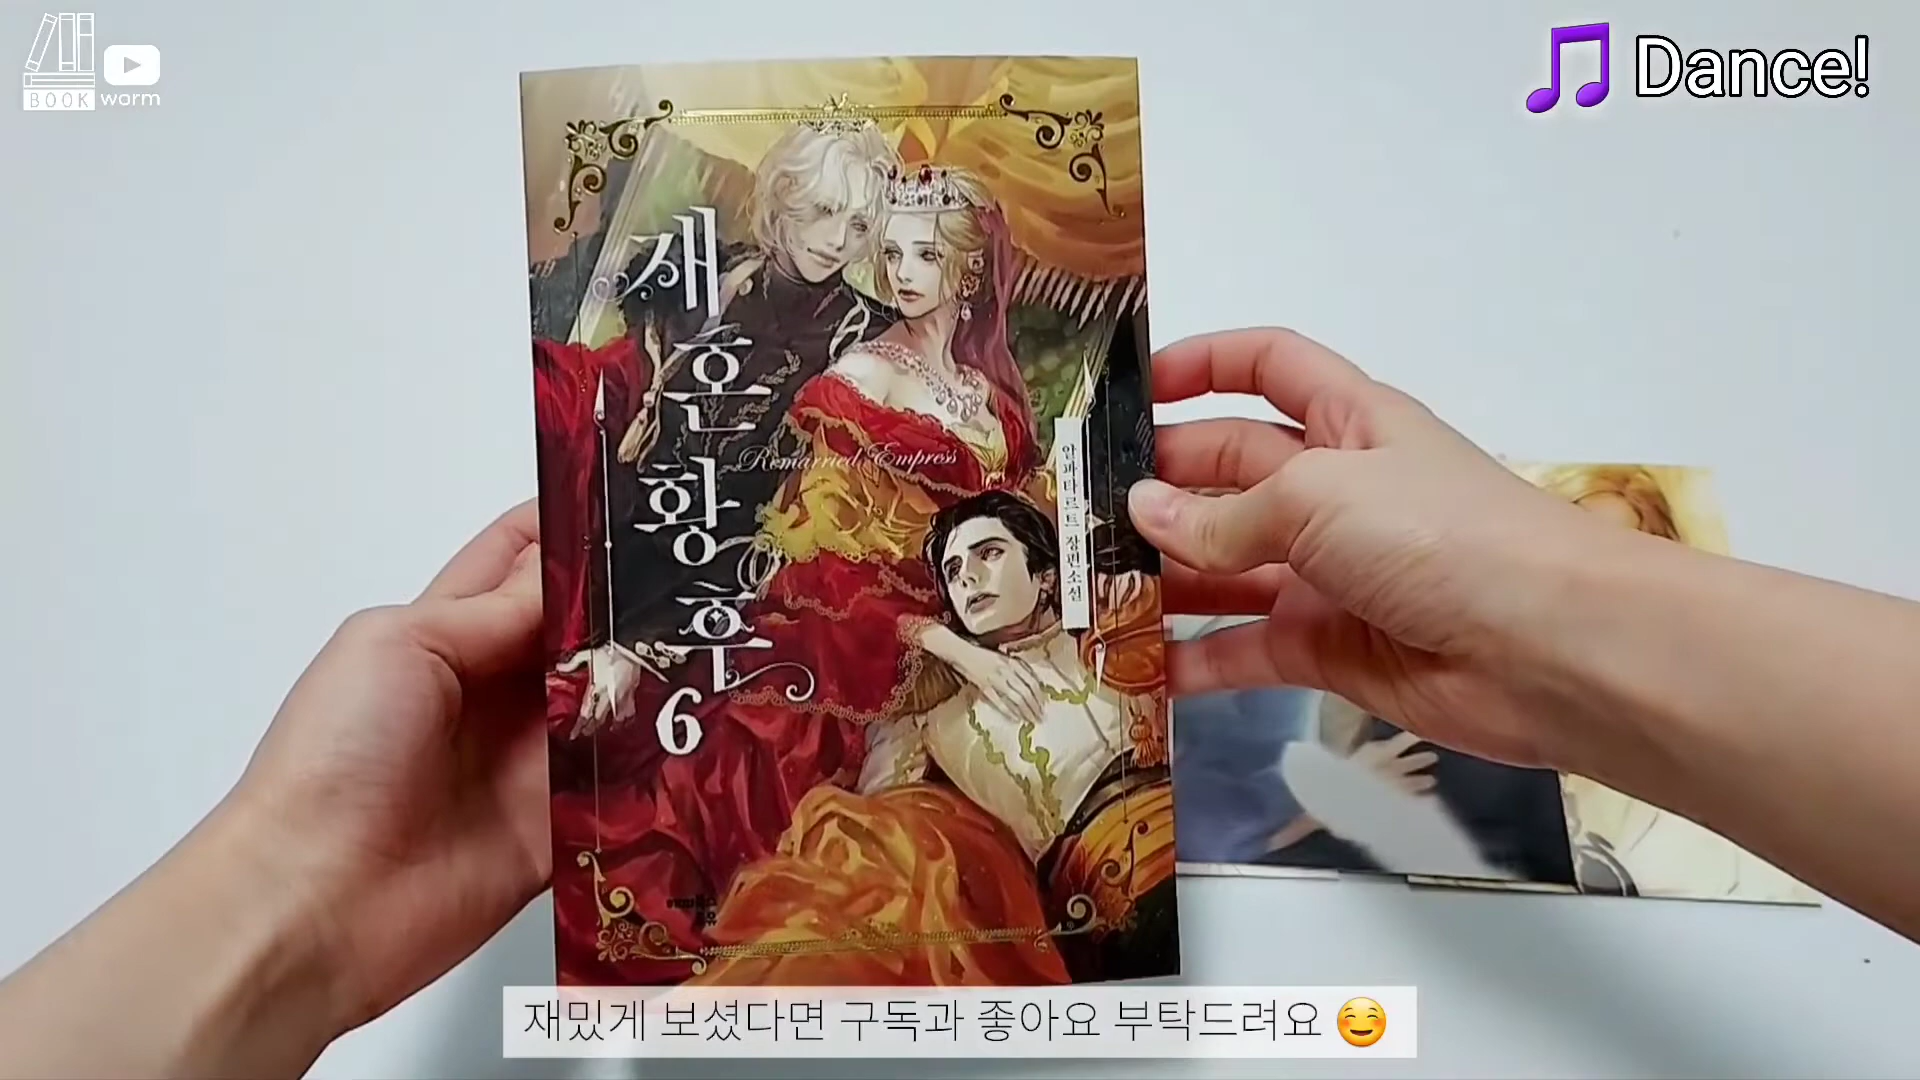 BOOK worm
Dance!
재혼황후
6
Remarried Empress
알파타르트 장편소설
재밌게 보셨다면 구독과 좋아요 부탁드려요